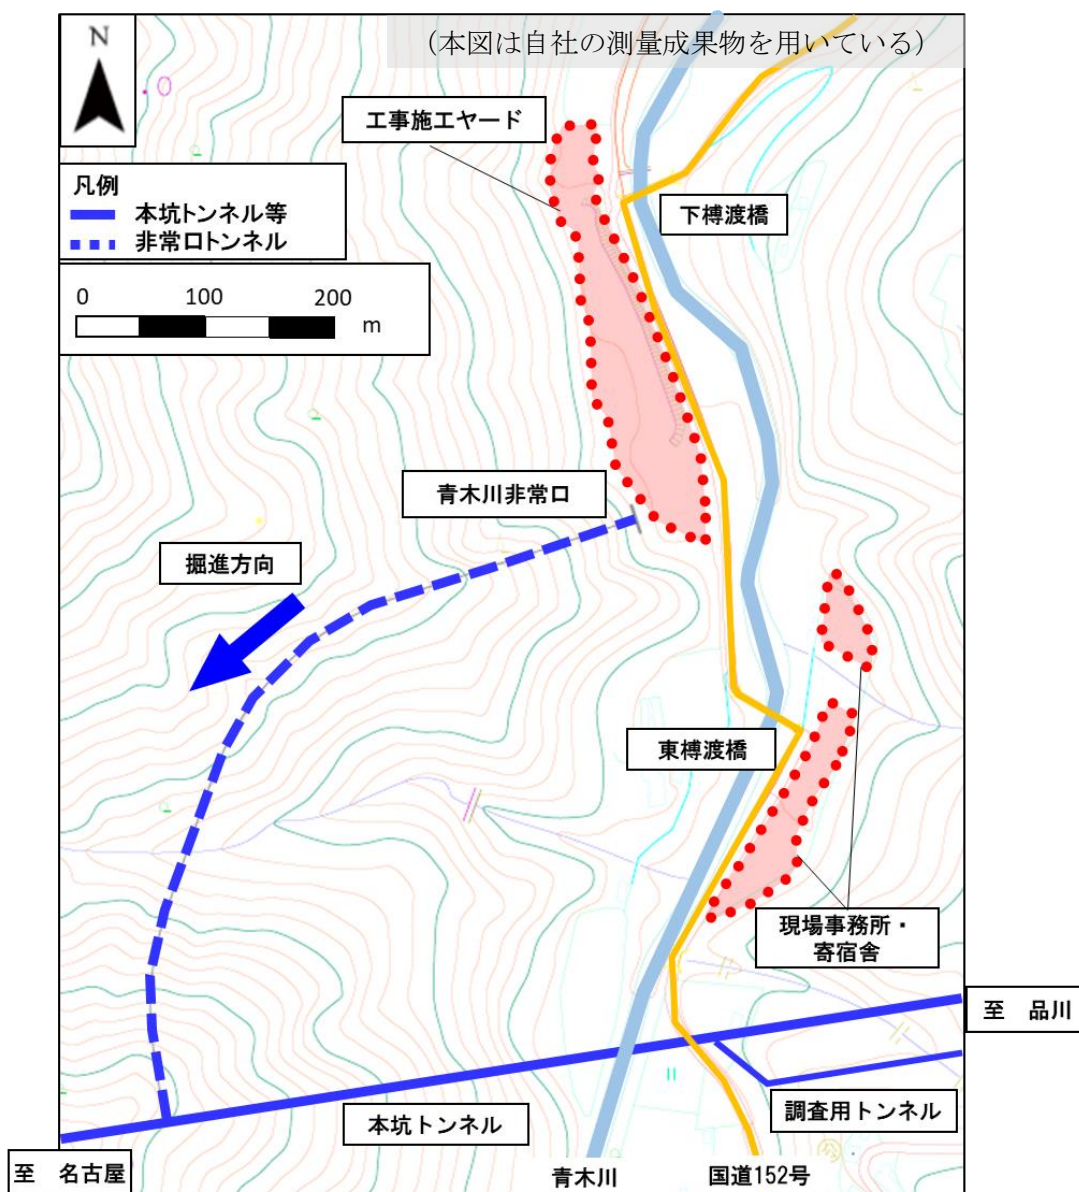 (本図は自社の測量成果物を用いている)
N
工事施工ヤード
凡例
本坑トンネル等
非常口トンネル
下樽渡橋
0 100 200
m
青木川非常口
掘進方向
東樽渡橋
現場事務所・
寄宿舎
至 品川
調査用トンネル
本坑トンネル
至 名古屋
青木川
国道152号